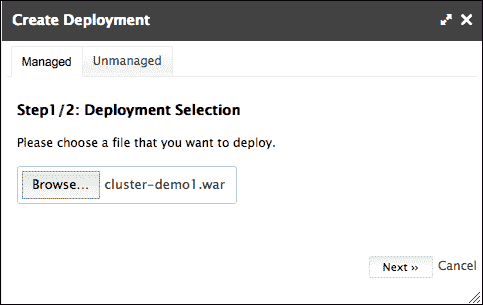 Create Deployment
Managed Unmanaged
Step1/2: Deployment Selection
Please choose a file that you want to deploy.
Browse... cluster-demo1.war
Next ›› Cancel